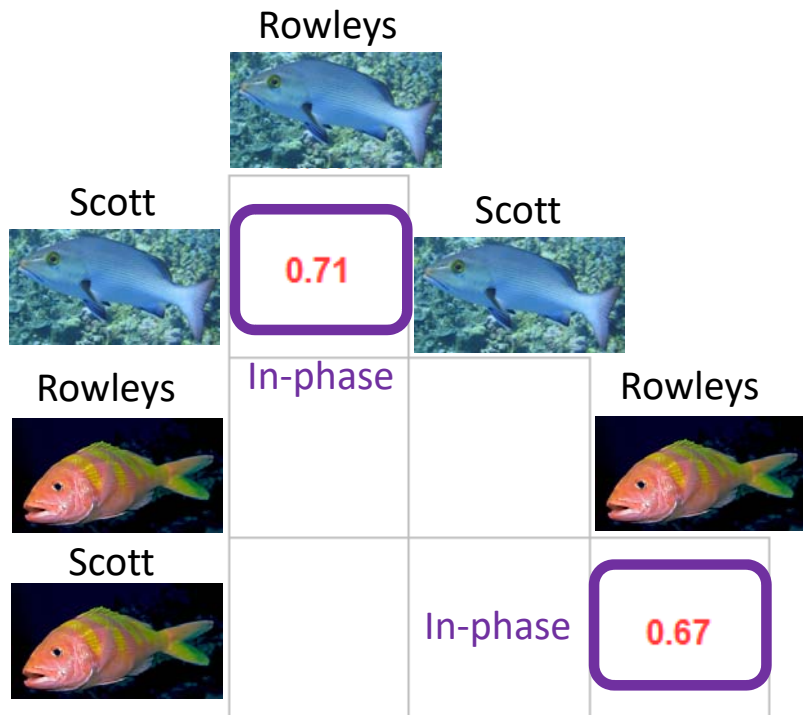 Rowleys
Scott
Scott
0.71
In-phase
Rowleys
Rowleys
Scott
In-phase
0.67